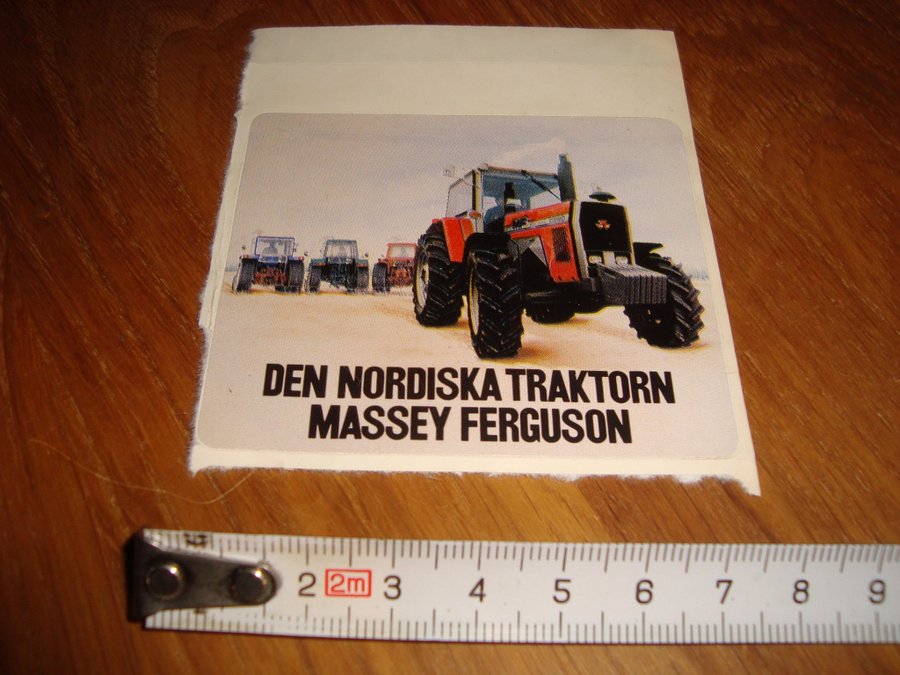 DEN NORDISKA TRAKTORN
MASSEY FERGUSON
2 2m 3 4 5 6 7 8 9